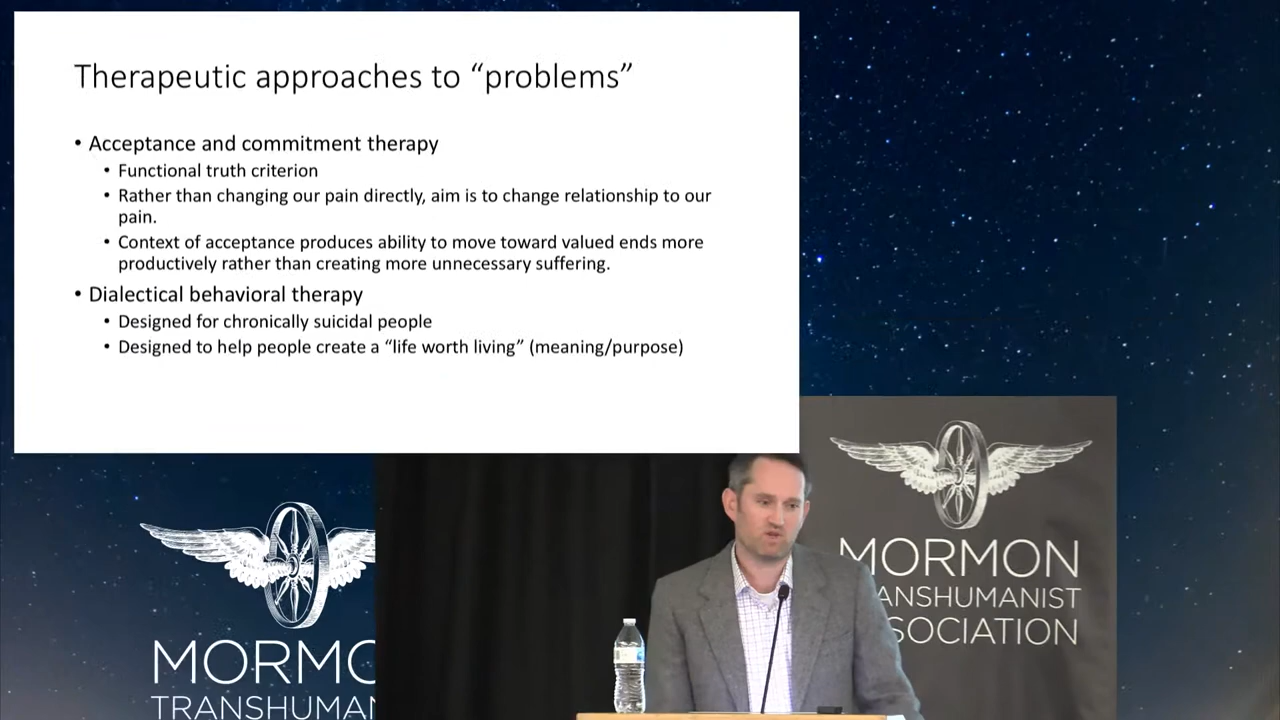 Therapeutic approaches to “problems”
• Acceptance and commitment therapy
• Functional truth criterion
• Rather than changing our pain directly, aim is to change relationship to our
pain.
• Context of acceptance produces ability to move toward valued ends more
productively rather than creating more unnecessary suffering.
• Dialectical behavioral therapy
• Designed for chronically suicidal people
• Designed to help people create a “life worth living” (meaning/purpose)
MORMO
TRANSHUMAN
MORMON
ANSHUMANIST
SOCIATION